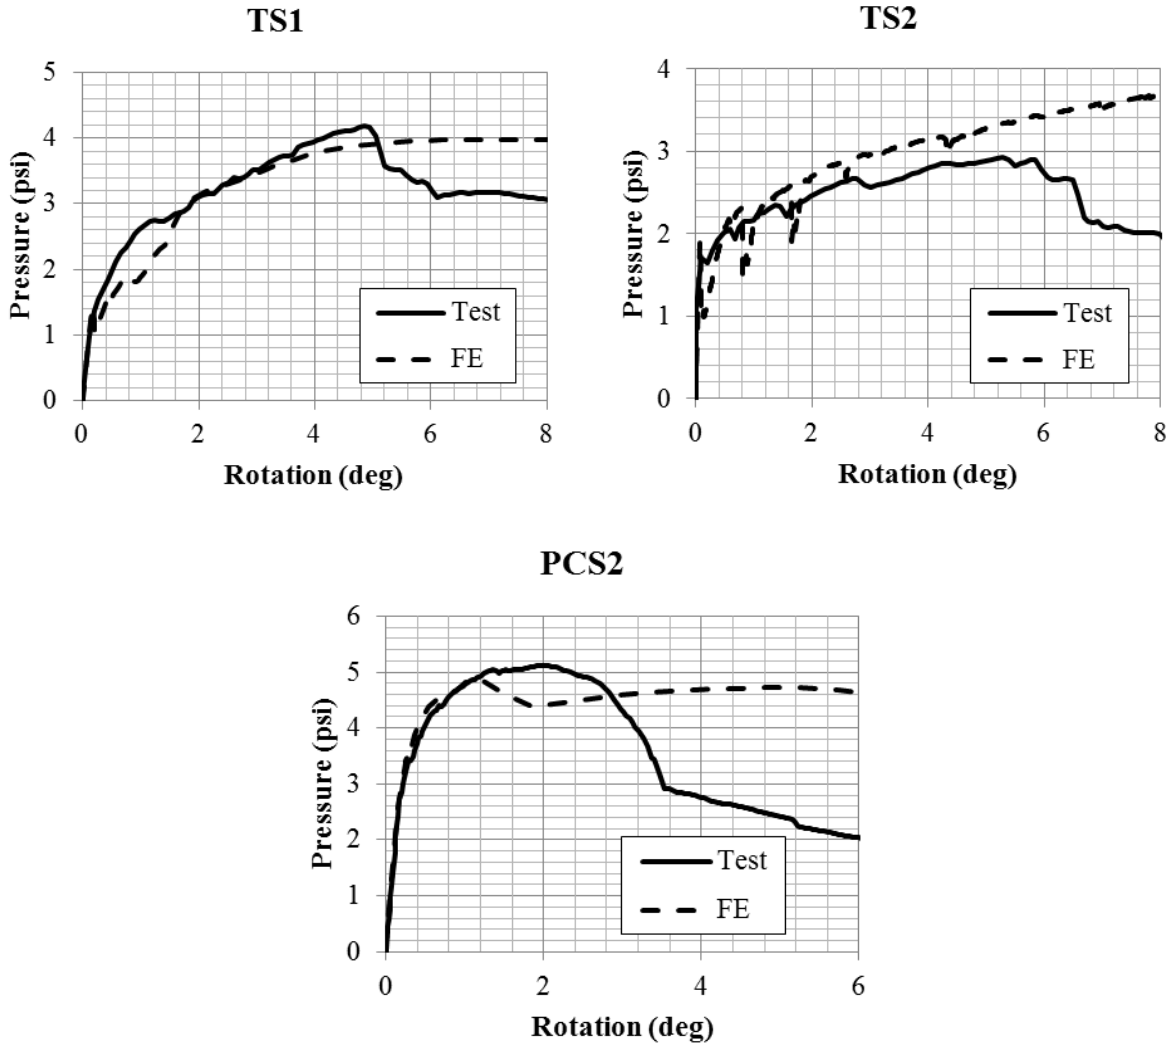 TS1
5
4
3
2
1
0
Pressure (psi)
0 2 4 6 8
Rotation (deg)
Test
FE
TS2
4
3
2
1
0
Pressure (psi)
0 2 4 6 8
Rotation (deg)
Test
FE
PCS2
6
5
4
3
2
1
0
Pressure (psi)
0 2 4 6
Rotation (deg)
Test
FE